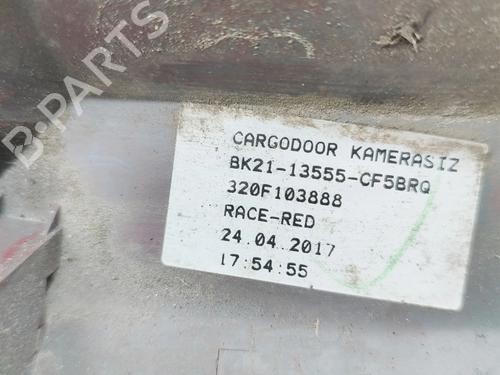 CARGODOOR KAMERASIZ
BK21-13555-CF5BRQ
320F103888
RACE-RED
24.04.2017
17:54:55
B-PARTS